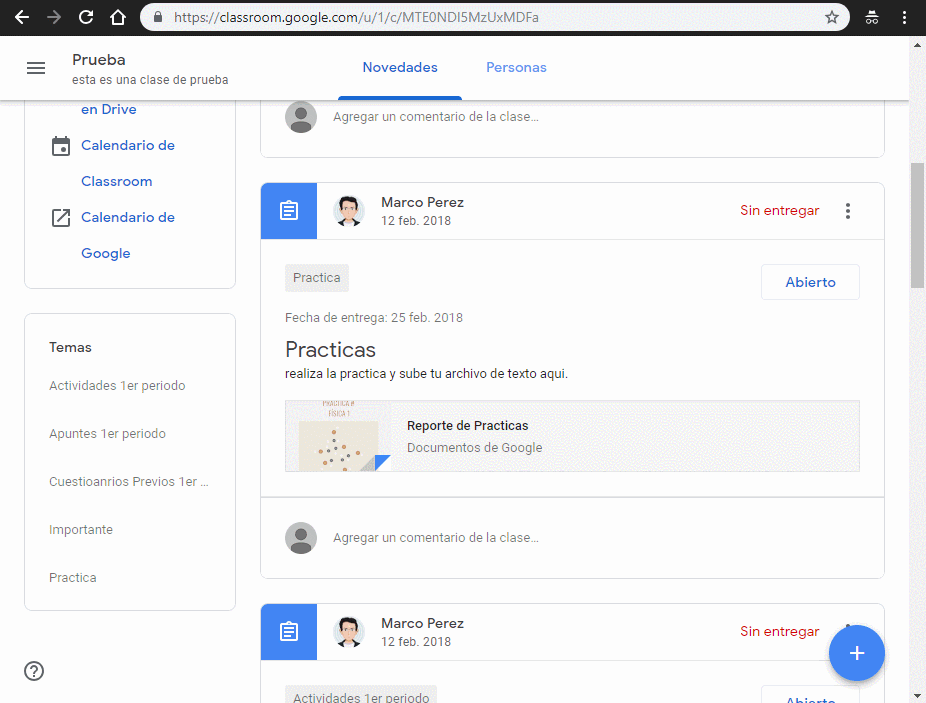 https://classroom.google.com/u/1/c/MTE0NDI5MzUxMDFa
Prueba
esta es una clase de prueba
Novedades
Personas
en Drive
Calendario de
Classroom
Calendario de
Google
Temas
Actividades 1er periodo
Apuntes 1er periodo
Cuestioanrios Previos 1er ...
Importante
Practica
Agregar un comentario de la clase...
Marco Perez
12 feb. 2018
Sin entregar
Practica
Abierto
Fecha de entrega: 25 feb. 2018
Practicas
realiza la practica y sube tu archivo de texto aqui.
PRÁCTICA #
FÍSICA 1
Reporte de Practicas
Documentos de Google
Agregar un comentario de la clase...
Marco Perez
12 feb. 2018
Sin entregar
Actividades 1er periodo
Abierto